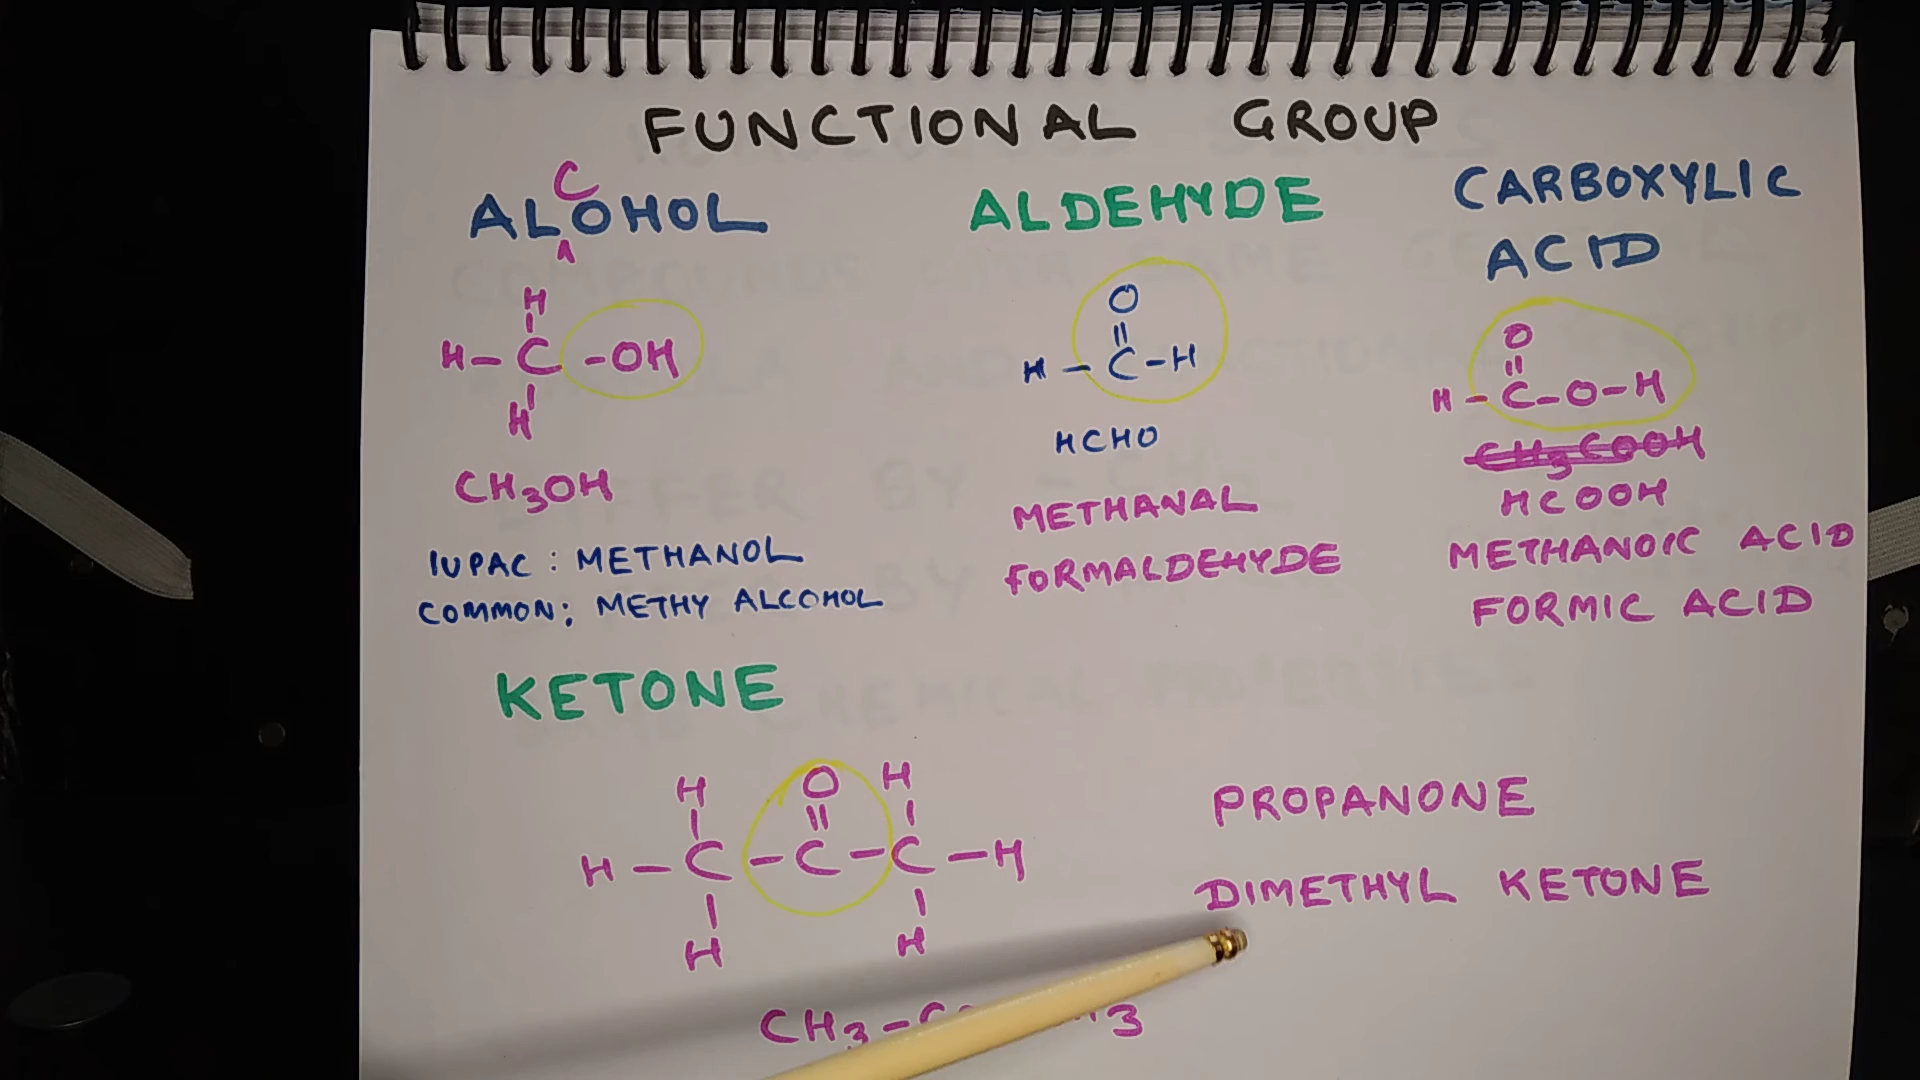 FUNCTIONAL GROUP
C
ALOHOL
H
H-C-OH
H
CH3OH
IUPAC : METHANOL
COMMON; METHY ALCOHOL
ALDEHYDE
O
H-C-H
HCHO
METHANAL
FORMALDEHYDE
CARBOXYLIC
ACID
O
H-C-O-H
CH3COOH
HCOOH
METHANOIC ACID
FORMIC ACID
KETONE
H O H
H-C-C-C-H
H H
CH3-C 3
PROPANONE
DIMETHYL KETONE